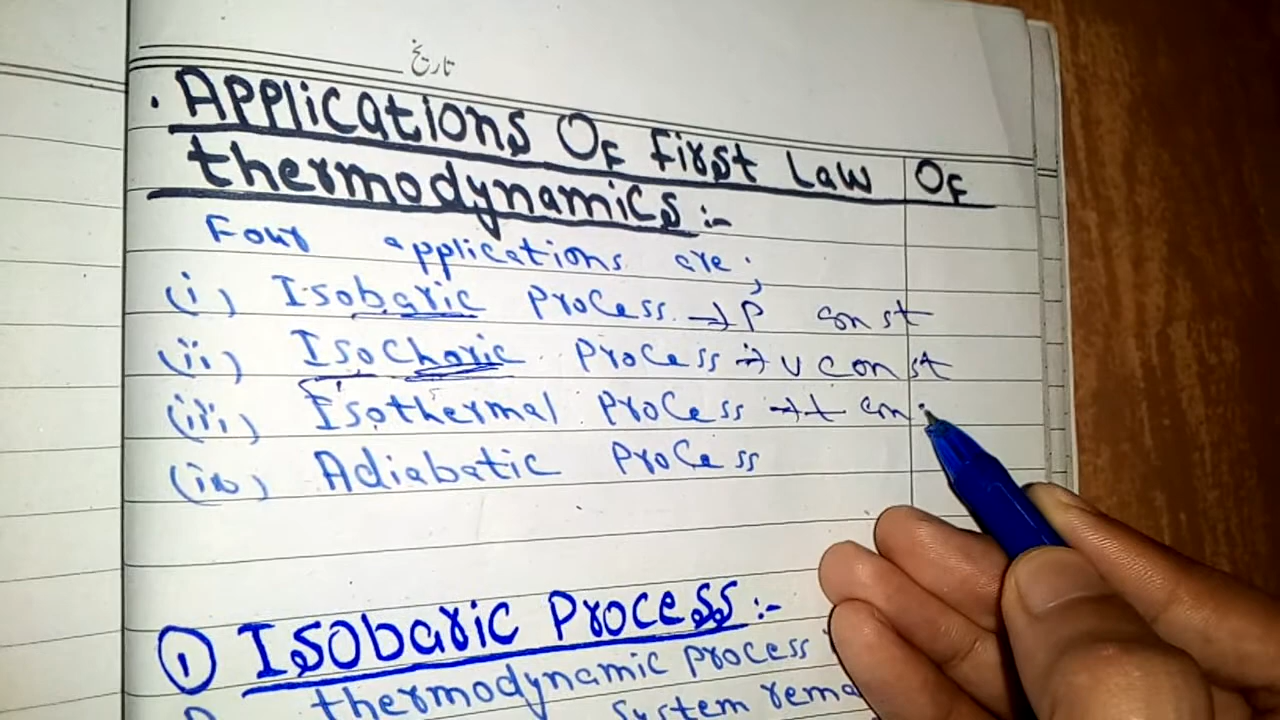 تاریخ
. Applications Of First Law Of
thermodynamics :-
Four applications are ;
(i) Isobaric Process → P const
(ii) IsoCharic Process → V const
(iii) Isothermal Process → t con
(iv) Adiabatic Process
① Isobaric Process :-
thermodynamic process
System rema